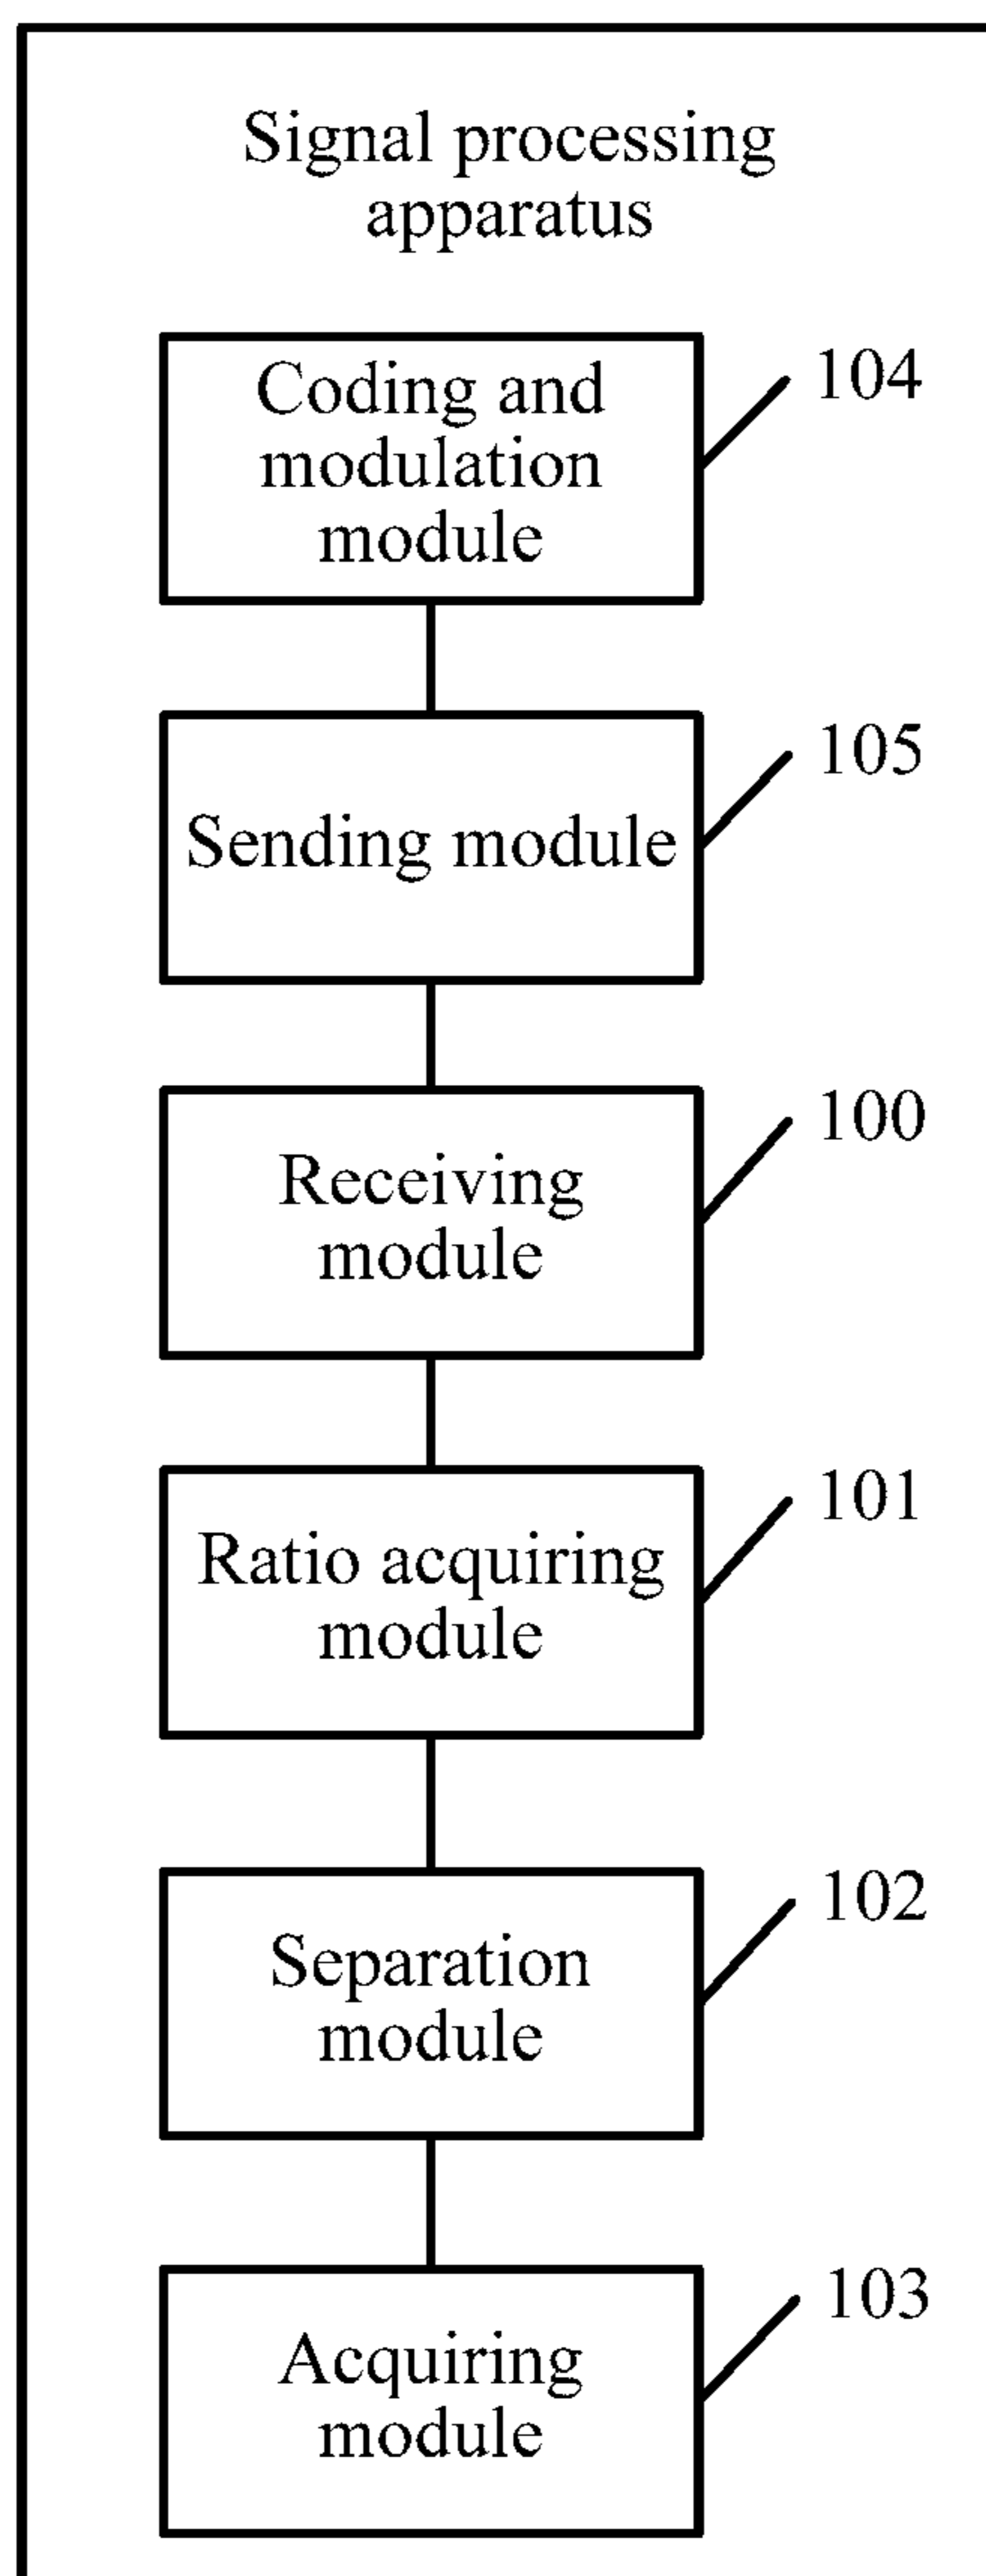 Signal processing
apparatus
Coding and
modulation
module
104
Sending module
105
Receiving
module
100
Ratio acquiring
module
101
Separation
module
102
Acquiring
module
103